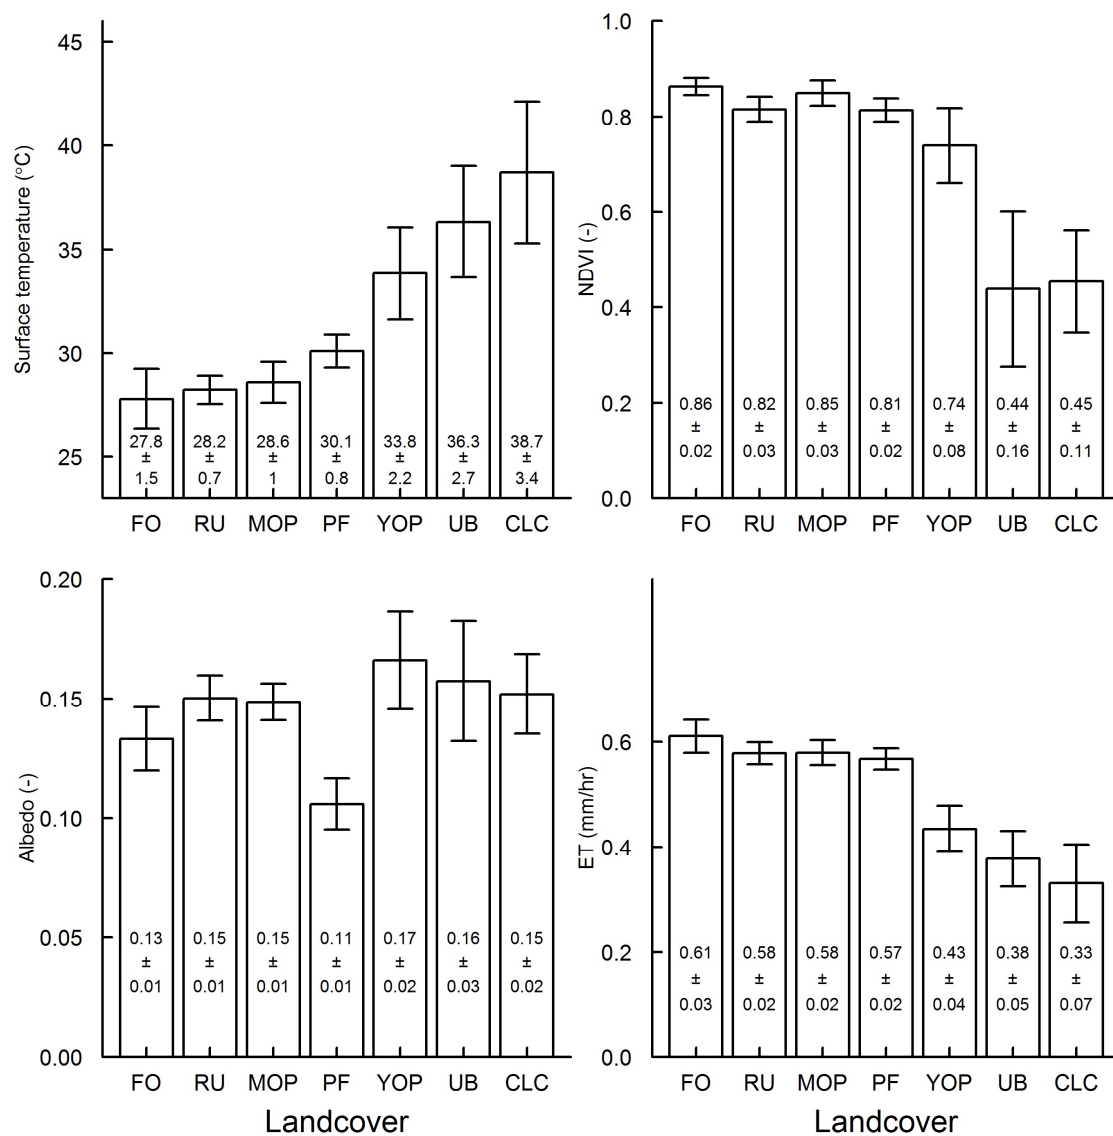 Surface temperature (°C)
45
40
35
30
25
27.8 28.2 28.6 30.1 33.8 36.3 38.7
± ± ± ± ± ± ±
1.5 0.7 1 0.8 2.2 2.7 3.4
FO RU MOP PF YOP UB CLC
NDVI (-)
1.0
0.8
0.6
0.4
0.2
0.0
0.86 0.82 0.85 0.81 0.74 0.44 0.45
± ± ± ± ± ± ±
0.02 0.03 0.03 0.02 0.08 0.16 0.11
FO RU MOP PF YOP UB CLC
Albedo (-)
0.20
0.15
0.10
0.05
0.00
0.13 0.15 0.15 0.11 0.17 0.16 0.15
± ± ± ± ± ± ±
0.01 0.01 0.01 0.01 0.02 0.03 0.02
FO RU MOP PF YOP UB CLC
Landcover
ET (mm/hr)
0.6
0.4
0.2
0.0
0.61 0.58 0.58 0.57 0.43 0.38 0.33
± ± ± ± ± ± ±
0.03 0.02 0.02 0.02 0.04 0.05 0.07
FO RU MOP PF YOP UB CLC
Landcover